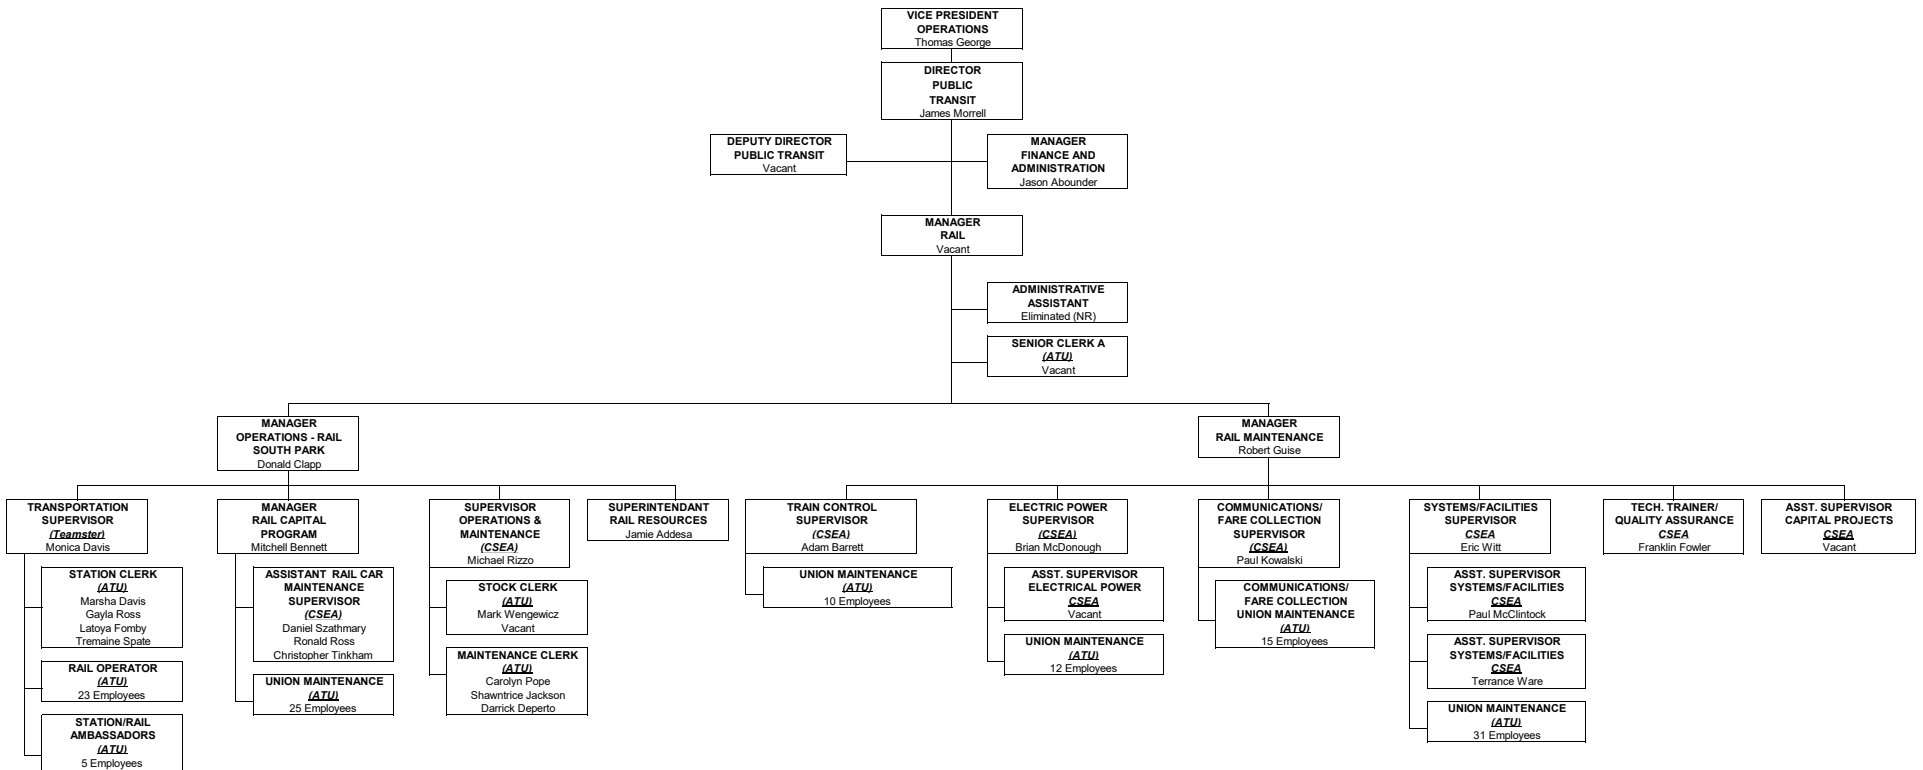 VICE PRESIDENT
OPERATIONS
Thomas George
DIRECTOR
PUBLIC
TRANSIT
James Morrell
DEPUTY DIRECTOR
PUBLIC TRANSIT
Vacant
MANAGER
FINANCE AND
ADMINISTRATION
Jason Abounder
MANAGER
RAIL
Vacant
ADMINISTRATIVE
ASSISTANT
Eliminated (NR)
SENIOR CLERK A
(ATU)
Vacant
MANAGER
OPERATIONS - RAIL
SOUTH PARK
Donald Clapp
MANAGER
RAIL MAINTENANCE
Robert Guise
TRANSPORTATION
SUPERVISOR
(Teamster)
Monica Davis
STATION CLERK
(ATU)
Marsha Davis
Gayla Ross
Latoya Fomby
Tremaine Spate
RAIL OPERATOR
(ATU)
23 Employees
STATION/RAIL
AMBASSADORS
(ATU)
5 Employees
MANAGER
RAIL CAPITAL
PROGRAM
Mitchell Bennett
ASSISTANT RAIL CAR
MAINTENANCE
SUPERVISOR
(CSEA)
Daniel Szathmary
Ronald Ross
Christopher Tinkham
UNION MAINTENANCE
(ATU)
25 Employees
SUPERVISOR
OPERATIONS &
MAINTENANCE
(CSEA)
Michael Rizzo
STOCK CLERK
(ATU)
Mark Wengewicz
Vacant
MAINTENANCE CLERK
(ATU)
Carolyn Pope
Shawntrice Jackson
Darrick Deperto
SUPERINTENDANT
RAIL RESOURCES
Jamie Addesa
TRAIN CONTROL
SUPERVISOR
(CSEA)
Adam Barrett
UNION MAINTENANCE
(ATU)
10 Employees
ELECTRIC POWER
SUPERVISOR
(CSEA)
Brian McDonough
ASST. SUPERVISOR
ELECTRICAL POWER
CSEA
Vacant
UNION MAINTENANCE
(ATU)
12 Employees
COMMUNICATIONS/
FARE COLLECTION
SUPERVISOR
(CSEA)
Paul Kowalski
COMMUNICATIONS/
FARE COLLECTION
UNION MAINTENANCE
(ATU)
15 Employees
SYSTEMS/FACILITIES
SUPERVISOR
CSEA
Eric Witt
ASST. SUPERVISOR
SYSTEMS/FACILITIES
CSEA
Paul McClintock
ASST. SUPERVISOR
SYSTEMS/FACILITIES
CSEA
Terrance Ware
UNION MAINTENANCE
(ATU)
31 Employees
TECH. TRAINER/
QUALITY ASSURANCE
CSEA
Franklin Fowler
ASST. SUPERVISOR
CAPITAL PROJECTS
CSEA
Vacant